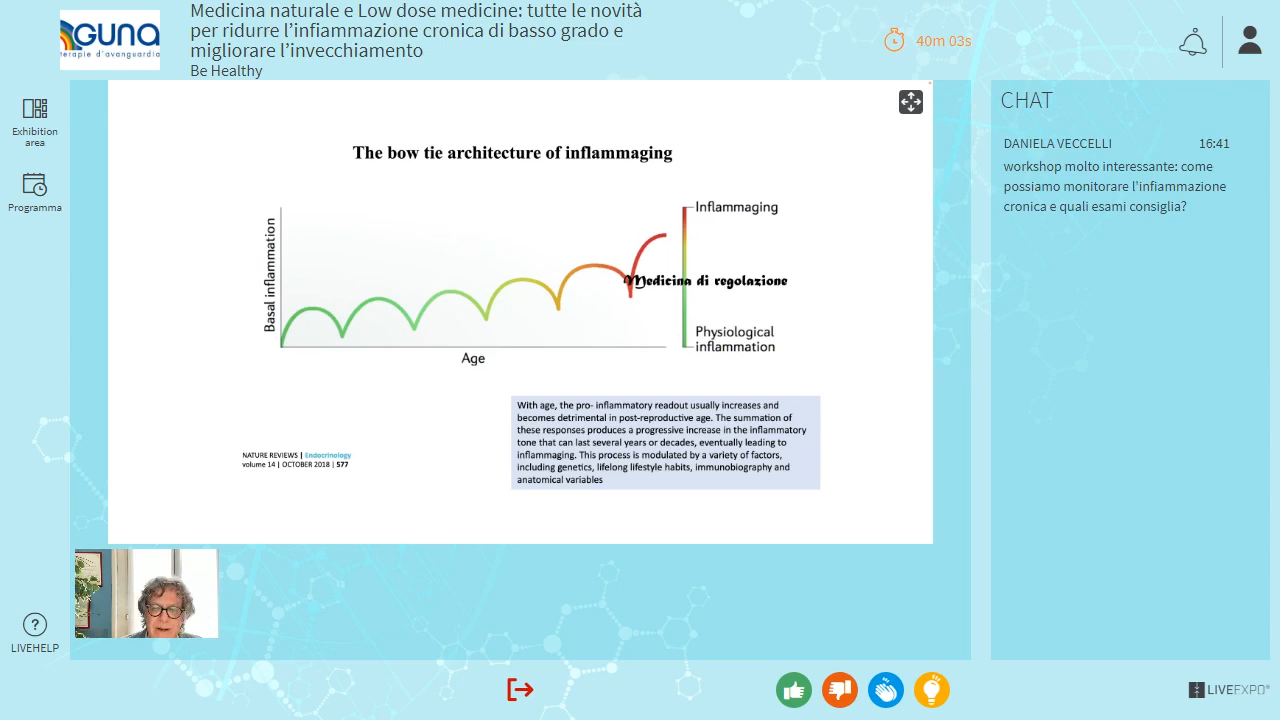 GUNA
terapie d'avanguardia
Medicina naturale e Low dose medicine: tutte le novità
per ridurre l'infiammazione cronica di basso grado e
migliorare l'invecchiamento
Be Healthy
40m 03s
Exhibition
area
Programma
The bow tie architecture of inflammaging
Basal inflammation
Age
Inflammaging
Medicina di regolazione
Physiological
inflammation
With age, the pro- inflammatory readout usually increases and
becomes detrimental in post-reproductive age. The summation of
these responses produces a progressive increase in the inflammatory
tone that can last several years or decades, eventually leading to
inflammaging. This process is modulated by a variety of factors,
including genetics, lifelong lifestyle habits, immunobiography and
anatomical variables
NATURE REVIEWS | Endocrinology
volume 14 | OCTOBER 2018 | 577
CHAT
DANIELA VECCELLI 16:41
workshop molto interessante: come
possiamo monitorare l'infiammazione
cronica e quali esami consiglia?
?
LIVEHELP
LIVEEXPO®